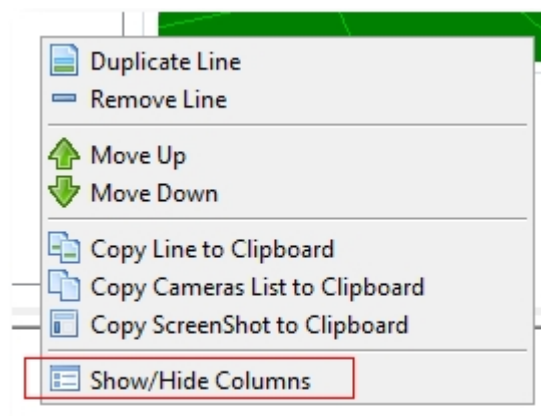 Duplicate Line
Remove Line
Move Up
Move Down
Copy Line to Clipboard
Copy Cameras List to Clipboard
Copy ScreenShot to Clipboard
Show/Hide Columns